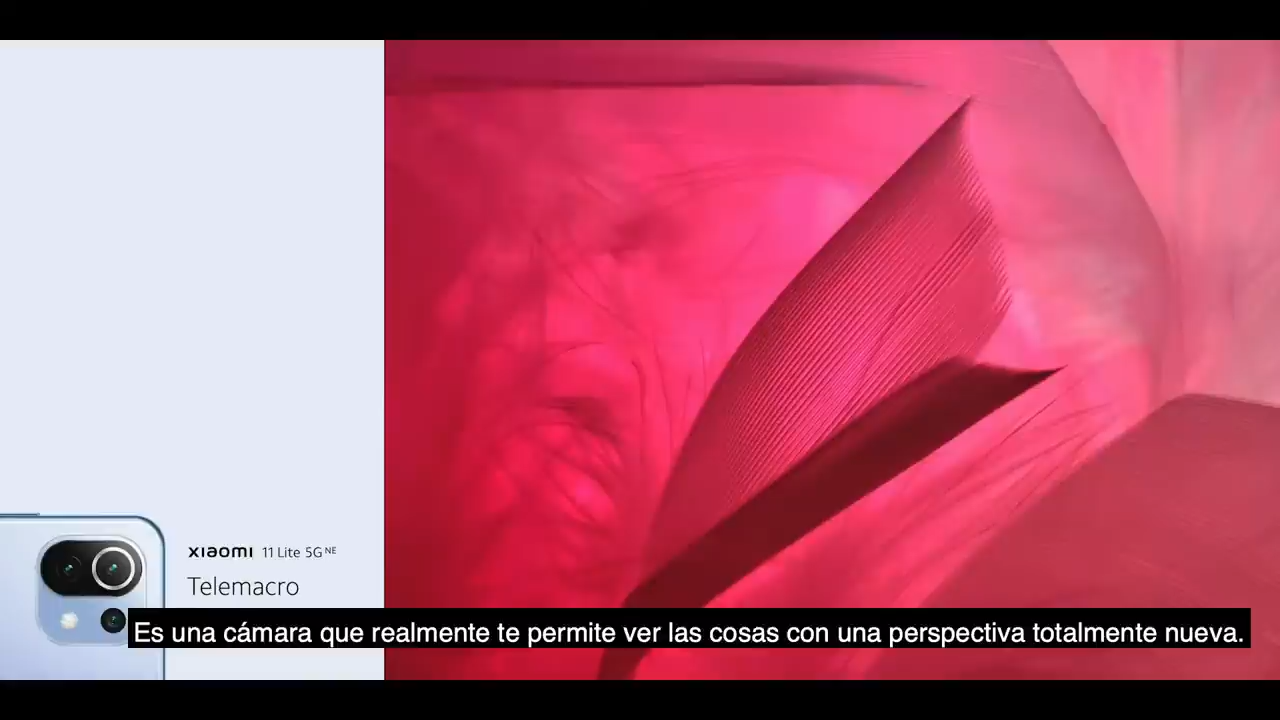 xiaomi 11 Lite 5G NE
Telemacro
Es una cámara que realmente te permite ver las cosas con una perspectiva totalmente nueva.